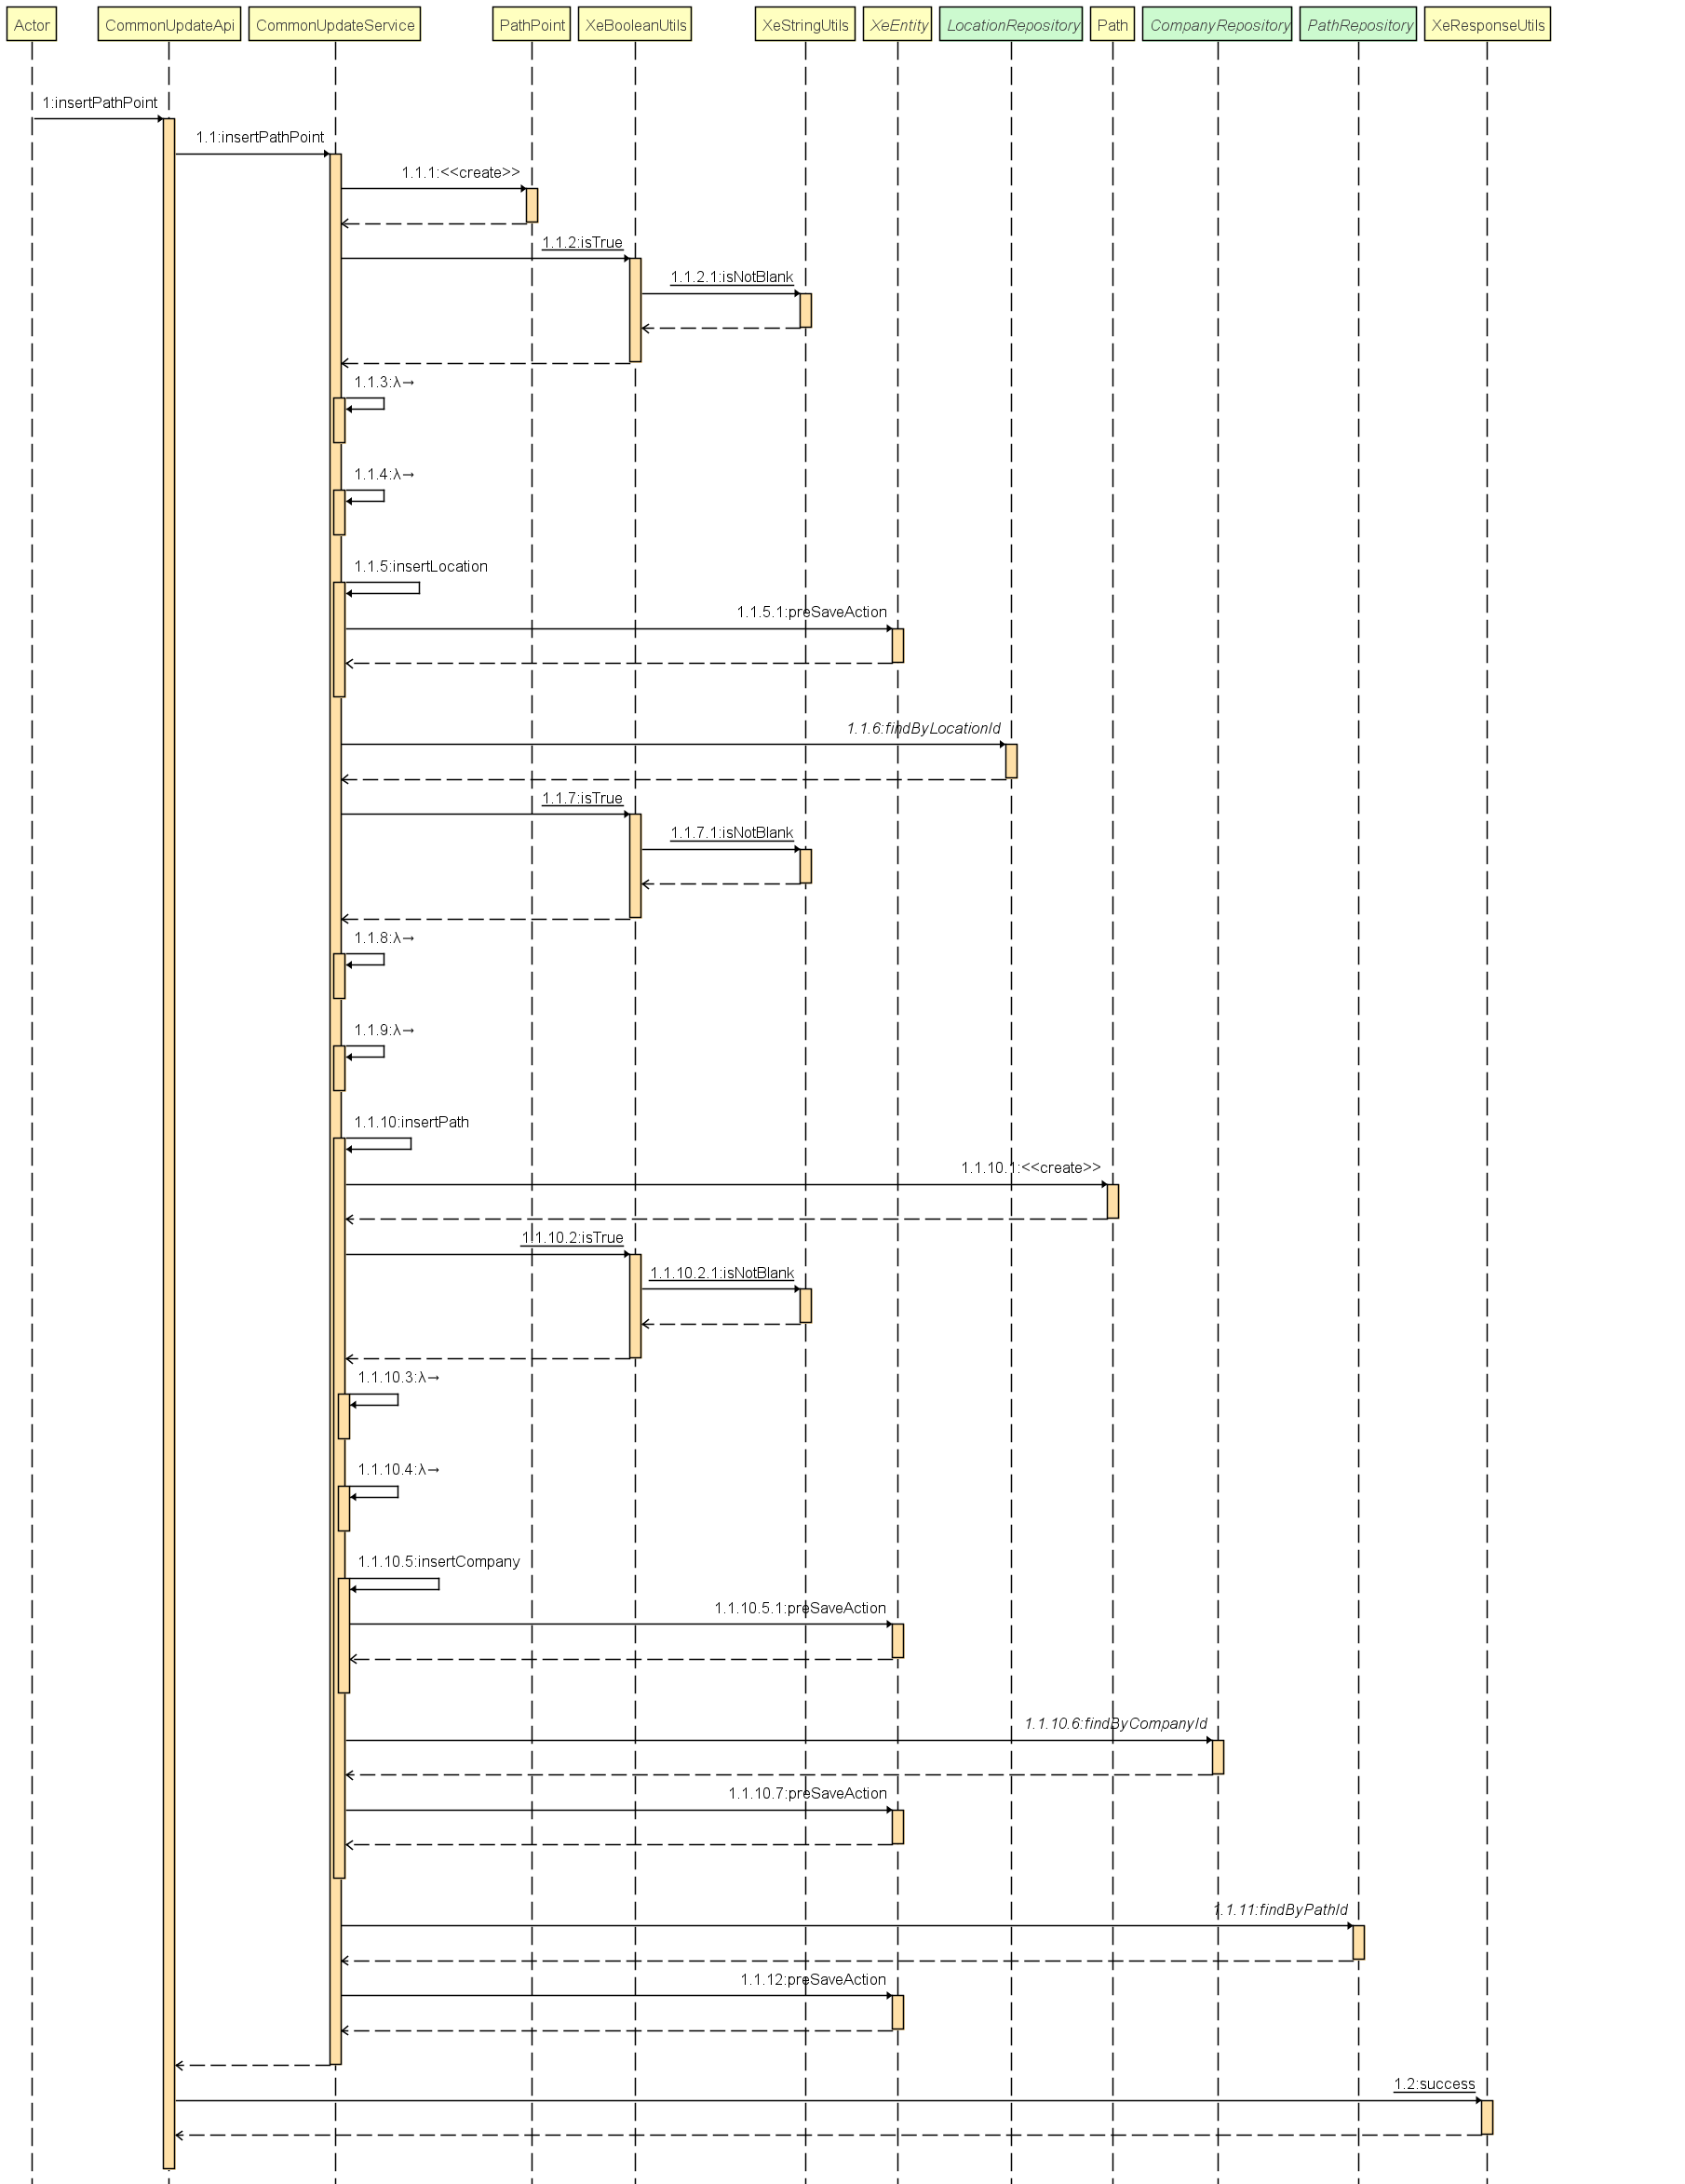 Actor
CommonUpdateApi
CommonUpdateService
PathPoint
XeBooleanUtils
XeStringUtils
XeEntity
LocationRepository
Path
CompanyRepository
PathRepository
XeResponseUtils
1:insertPathPoint
1.1:insertPathPoint
1.1.1:<<create>>
1.1.2:isTrue
1.1.2.1:isNotBlank
1.1.3:λ→
1.1.4:λ→
1.1.5:insertLocation
1.1.5.1:preSaveAction
1.1.6:findByLocationId
1.1.7:isTrue
1.1.7.1:isNotBlank
1.1.8:λ→
1.1.9:λ→
1.1.10:insertPath
1.1.10.1:<<create>>
1.1.10.2:isTrue
1.1.10.2.1:isNotBlank
1.1.10.3:λ→
1.1.10.4:λ→
1.1.10.5:insertCompany
1.1.10.5.1:preSaveAction
1.1.10.6:findByCompanyId
1.1.10.7:preSaveAction
1.1.11:findByPathId
1.1.12:preSaveAction
1.2:success